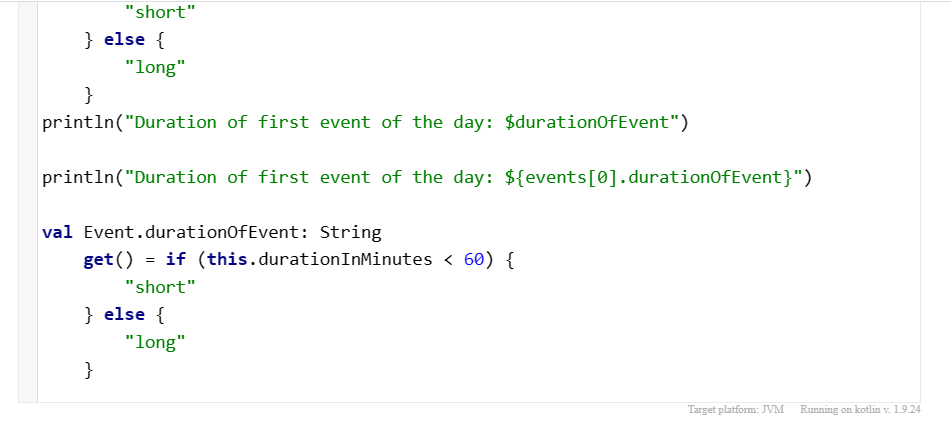 "short"
} else {
"long"
}
println("Duration of first event of the day: $durationOfEvent")
println("Duration of first event of the day: ${events[0].durationOfEvent}")
val Event.durationOfEvent: String
get() = if (this.durationInMinutes < 60) {
"short"
} else {
"long"
}
Target platform: JVM Running on kotlin v. 1.9.24